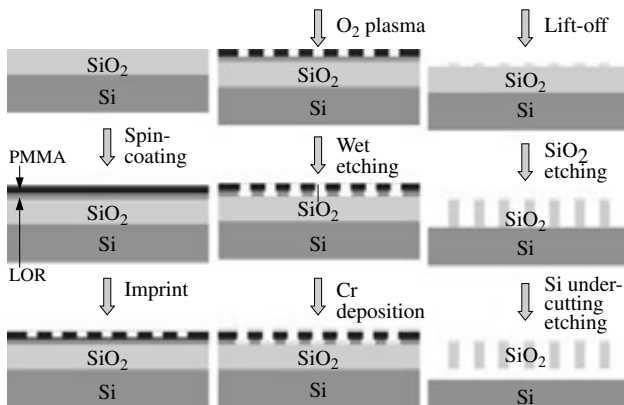 SiO2
Si
Spin-
coating
PMMA
SiO2
Si
LOR
Imprint
SiO2
Si
O2 plasma
SiO2
Si
Wet
etching
SiO2
Si
Cr
deposition
SiO2
Si
Lift-off
SiO2
Si
SiO2
etching
SiO2
Si
Si under-
cutting
etching
SiO2
Si